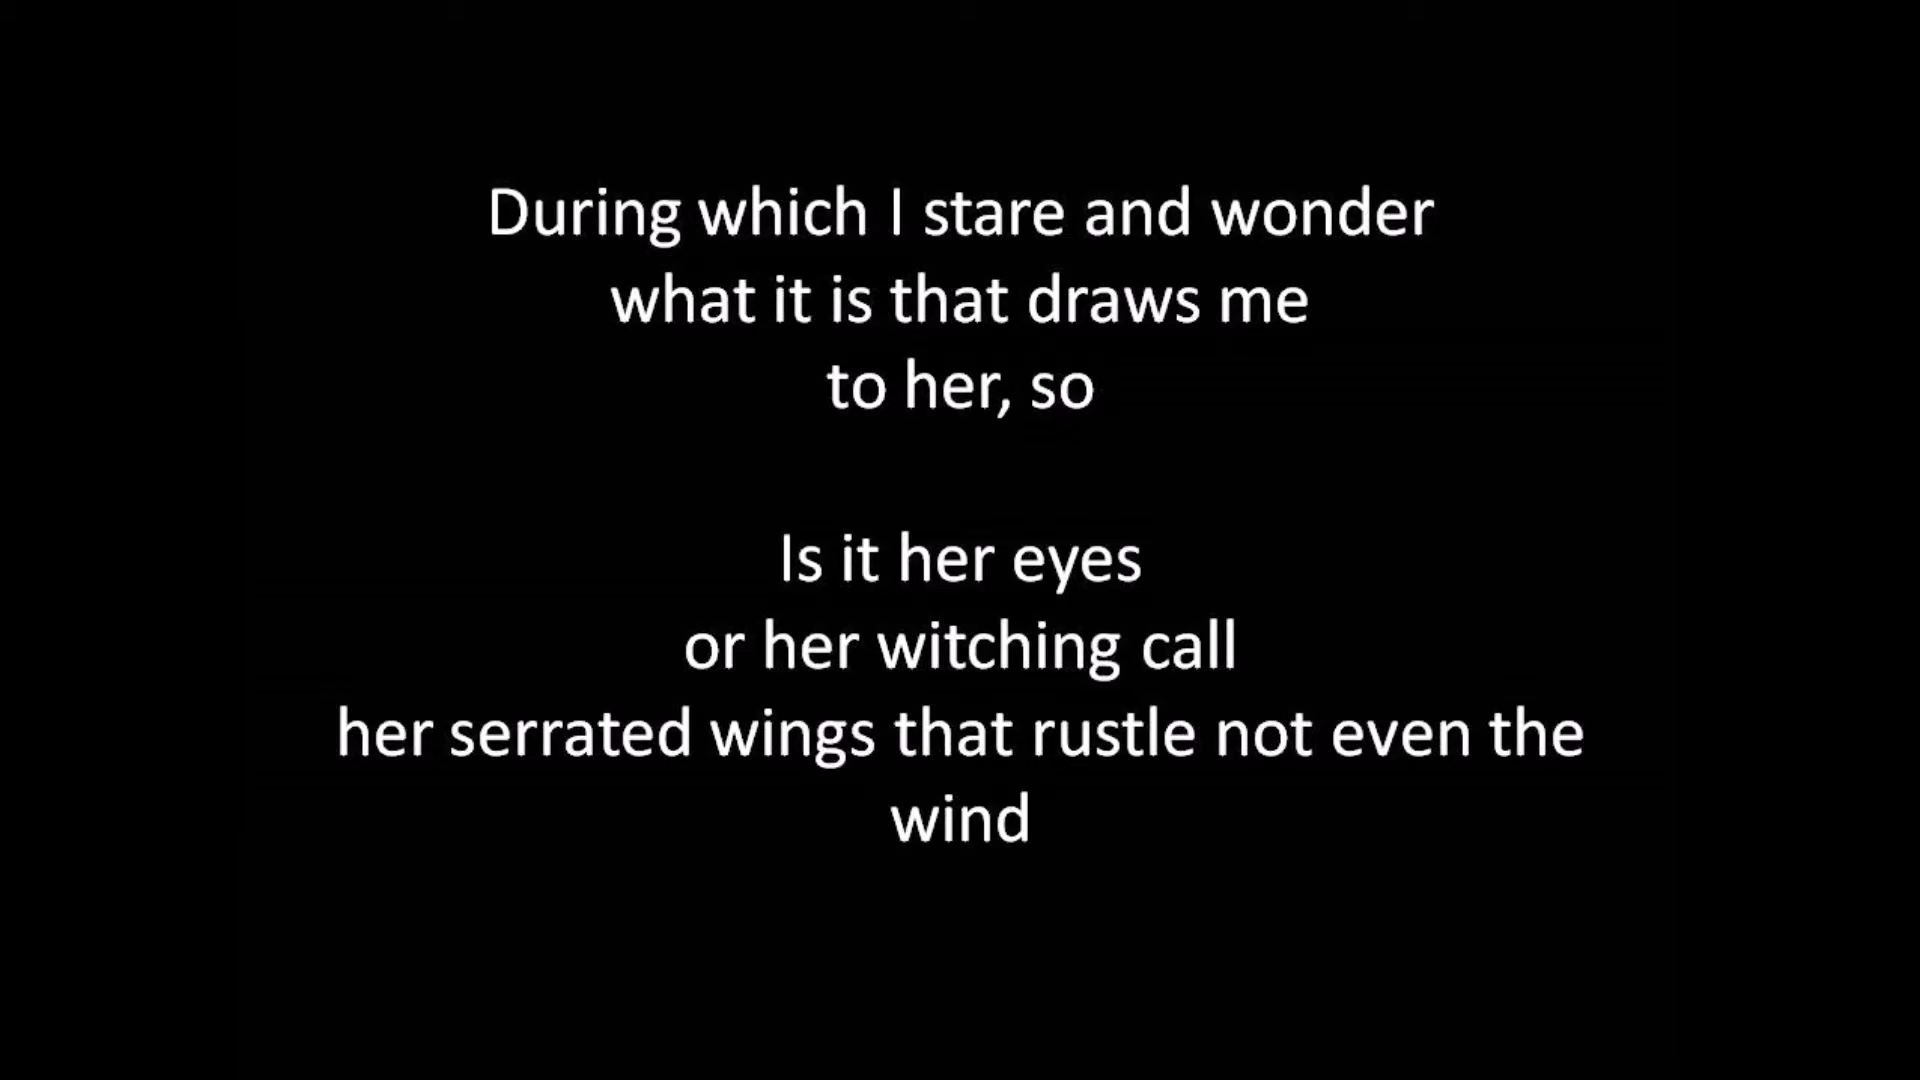 During which I stare and wonder
what it is that draws me
to her, so
Is it her eyes
or her witching call
her serrated wings that rustle not even the
wind